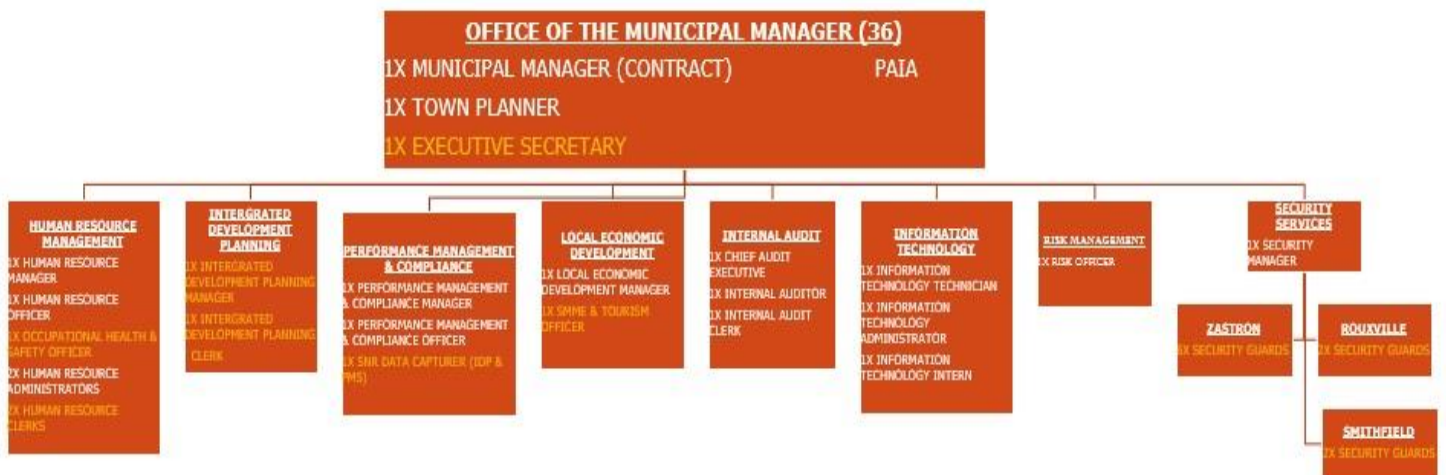 OFFICE OF THE MUNICIPAL MANAGER (36)
1X MUNICIPAL MANAGER (CONTRACT) PAIA
1X TOWN PLANNER
1X EXECUTIVE SECRETARY
HUMAN RESOURCE
MANAGEMENT
1X HUMAN RESOURCE
MANAGER
1X HUMAN RESOURCE
OFFICER
1X OCCUPATIONAL HEALTH &
SAFETY OFFICER
2X HUMAN RESOURCE
ADMINISTRATORS
2X HUMAN RESOURCE
CLERKS
INTERGRATED
DEVELOPMENT
PLANNING
1X INTERGRATED
DEVELOPMENT PLANNING
MANAGER
1X INTERGRATED
DEVELOPMENT PLANNING
CLERK
PERFORMANCE MANAGEMENT
& COMPLIANCE
1X PERFORMANCE MANAGEMENT
& COMPLIANCE MANAGER
1X PERFORMANCE MANAGEMENT
& COMPLIANCE OFFICER
1X SNR DATA CAPTURER (IDP &
PMS)
LOCAL ECONOMIC
DEVELOPMENT
1X LOCAL ECONOMIC
DEVELOPMENT MANAGER
1X SMME & TOURISM
OFFICER
INTERNAL AUDIT
1X CHIEF AUDIT
EXECUTIVE
1X INTERNAL AUDITOR
1X INTERNAL AUDIT
CLERK
INFORMATION
TECHNOLOGY
1X INFORMATION
TECHNOLOGY TECHNICIAN
1X INFORMATION
TECHNOLOGY
ADMINISTRATOR
1X INFORMATION
TECHNOLOGY INTERN
RISK MANAGEMENT
1X RISK OFFICER
SECURITY
SERVICES
1X SECURITY
MANAGER
ZASTRON
6X SECURITY GUARDS
ROUXVILLE
2X SECURITY GUARDS
SMITHFIELD
2X SECURITY GUARDS